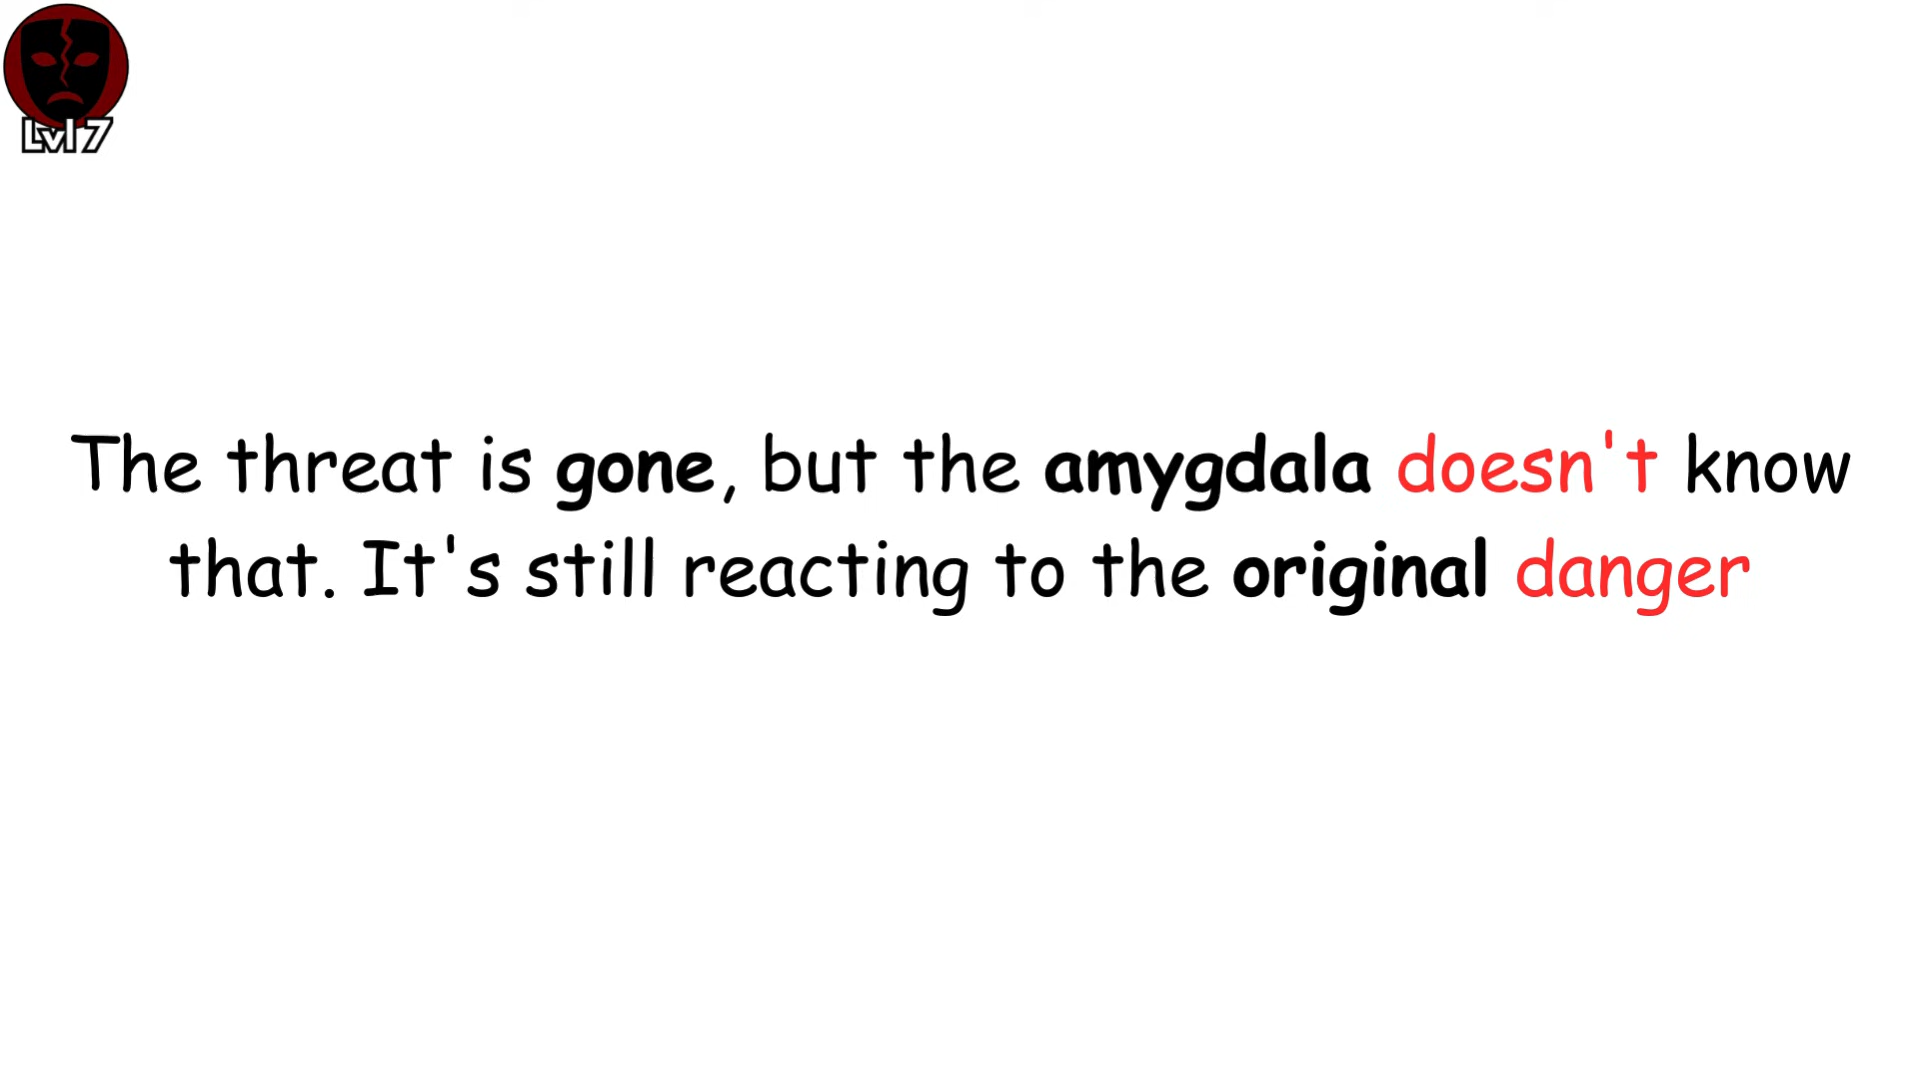 Lvl 7
The threat is gone, but the amygdala doesn't know
that. It's still reacting to the original danger